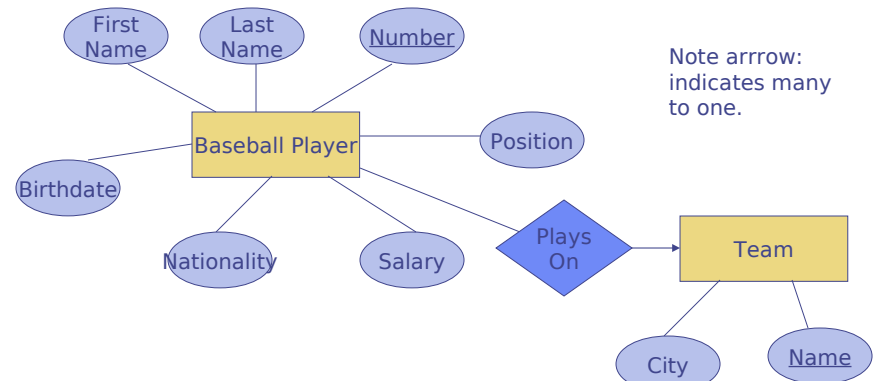 First
Name
Last
Name
Number
Note arrrow:
indicates many
to one.
Baseball Player
Position
Birthdate
Plays
On
Team
Nationality
Salary
City
Name